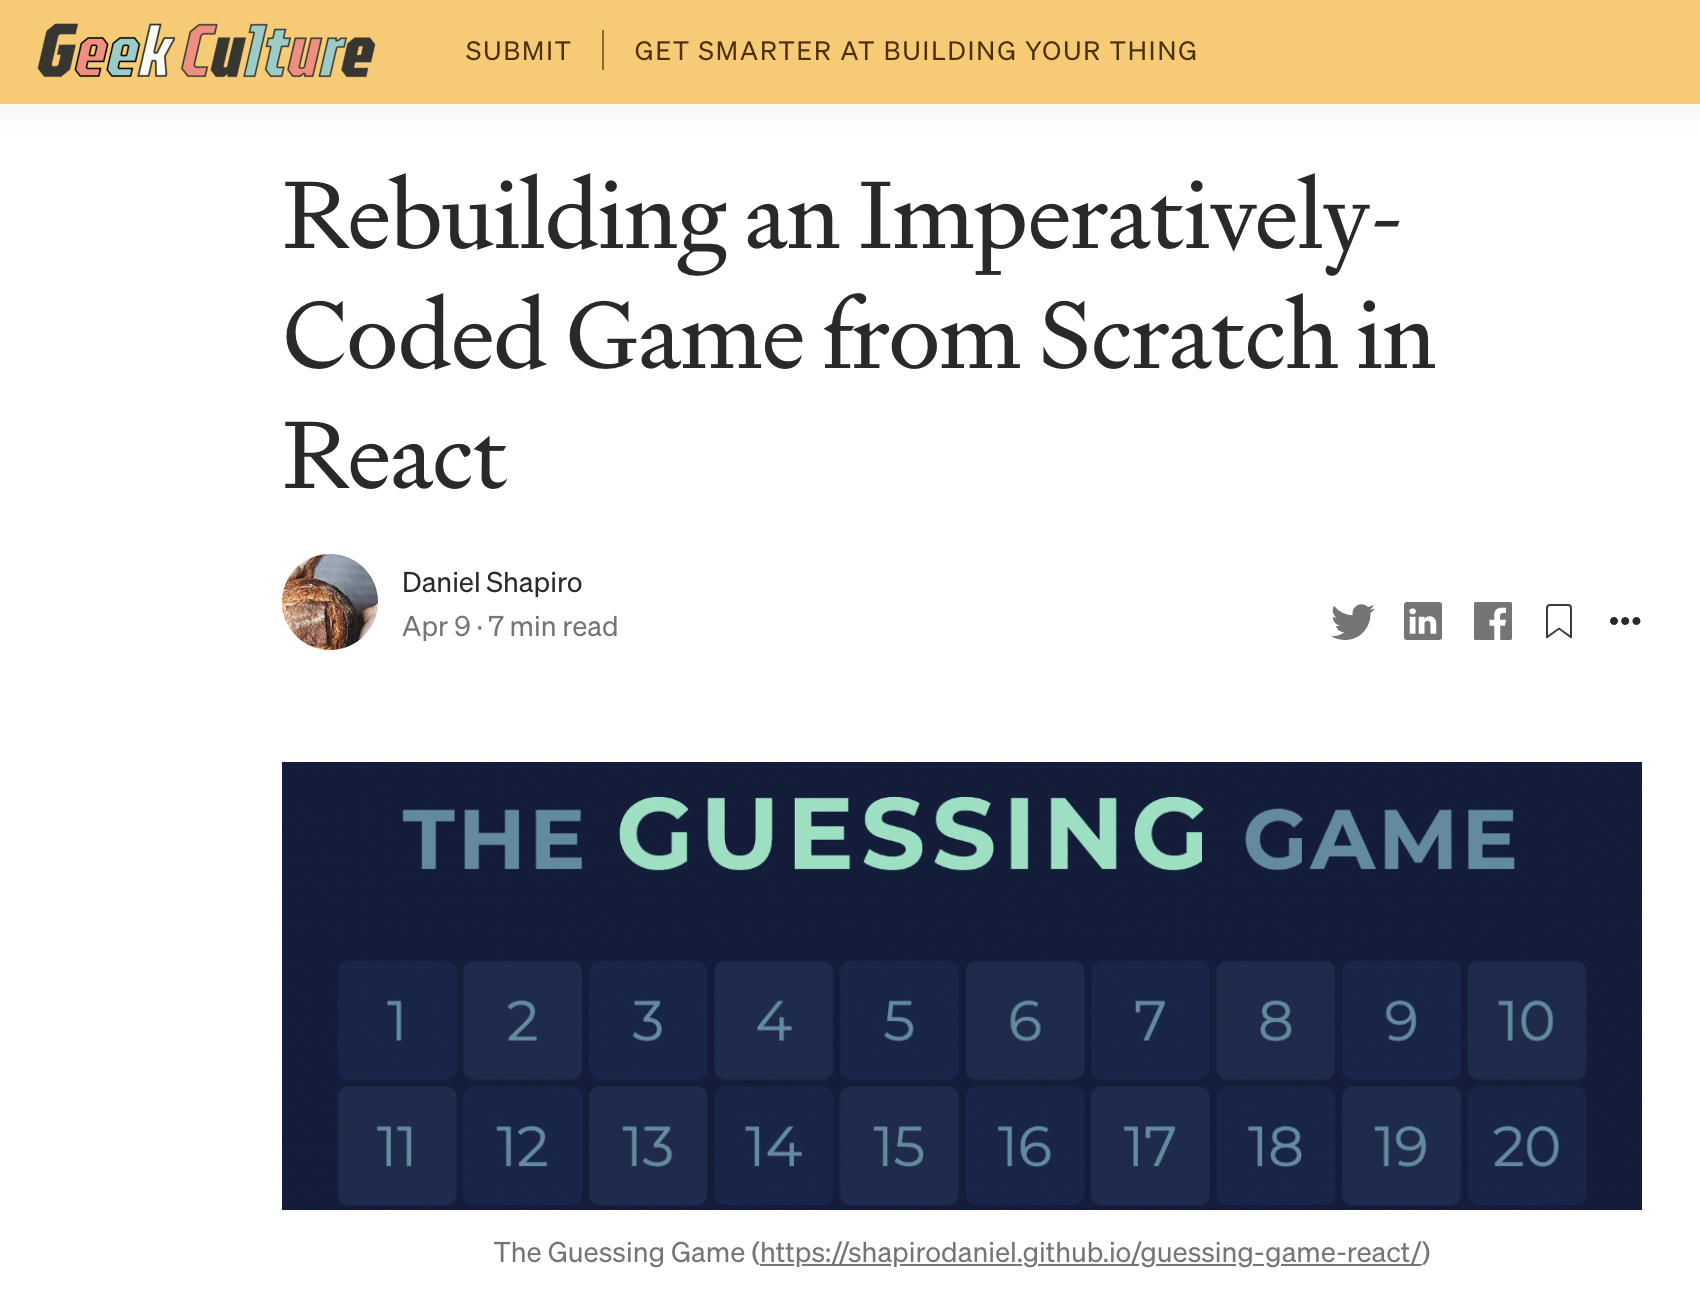 Geek Culture
SUBMIT
GET SMARTER AT BUILDING YOUR THING
Rebuilding an Imperatively-
Coded Game from Scratch in
React
Daniel Shapiro
Apr 9 · 7 min read
in
THE GUESSING GAME
1 2 3 4 5 6 7 8 9 10
11 12 13 14 15 16 17 18 19 20
The Guessing Game (https://shapirodaniel.github.io/guessing-game-react/)